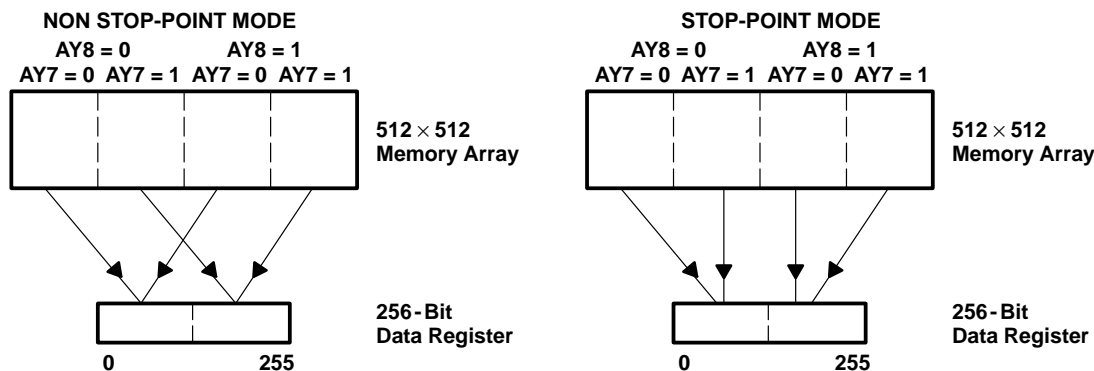 NON STOP-POINT MODE
AY8 = 0 AY8 = 1
AY7 = 0 AY7 = 1 AY7 = 0 AY7 = 1
512 × 512
Memory Array
256-Bit
Data Register
0 255
STOP-POINT MODE
AY8 = 0 AY8 = 1
AY7 = 0 AY7 = 1 AY7 = 0 AY7 = 1
512 × 512
Memory Array
256-Bit
Data Register
0 255